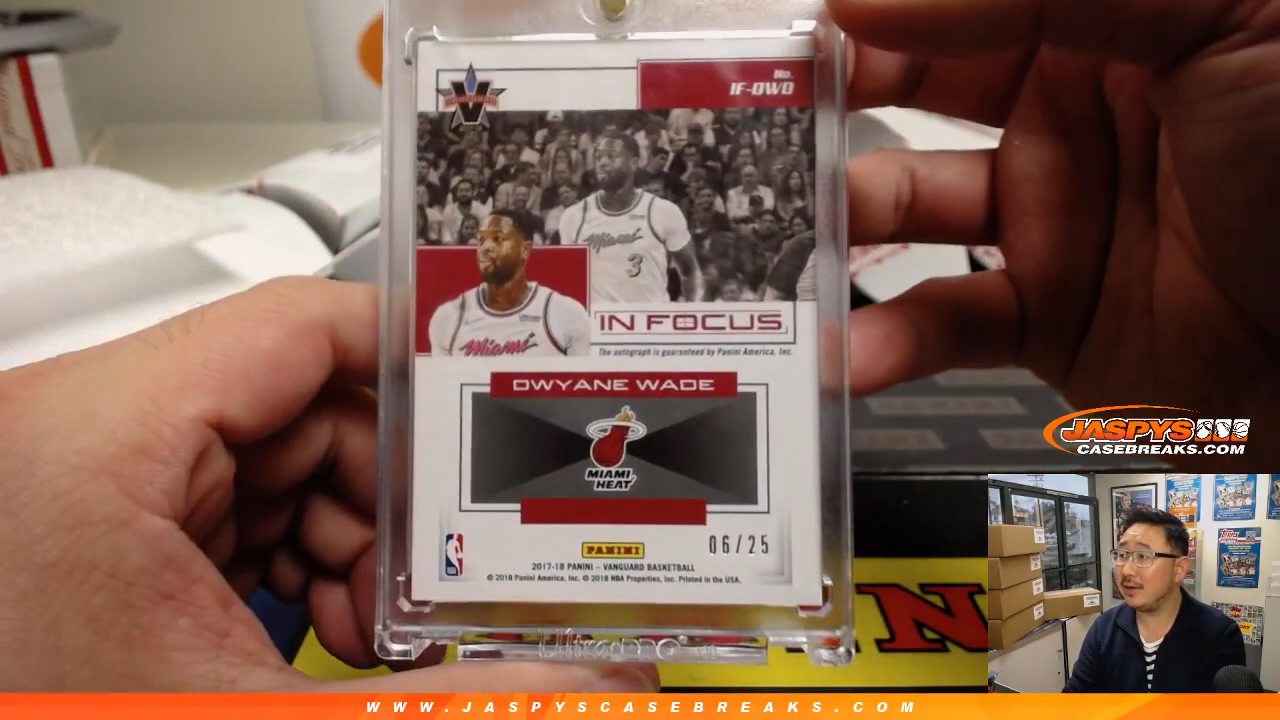 No.
IF-DWD
Miami
3
Miami
IN FOCUS
The autograph is guaranteed by Panini America, Inc.
DWYANE WADE
MIAMI
HEAT
PANINI
06/25
2017-18 PANINI – VANGUARD BASKETBALL
© 2018 Panini America, Inc. © 2018 NBA Properties, Inc. Printed in the USA.
JASPYS
CASEBREAKS.COM
WWW.JASPYSCASEBREAKS.COM